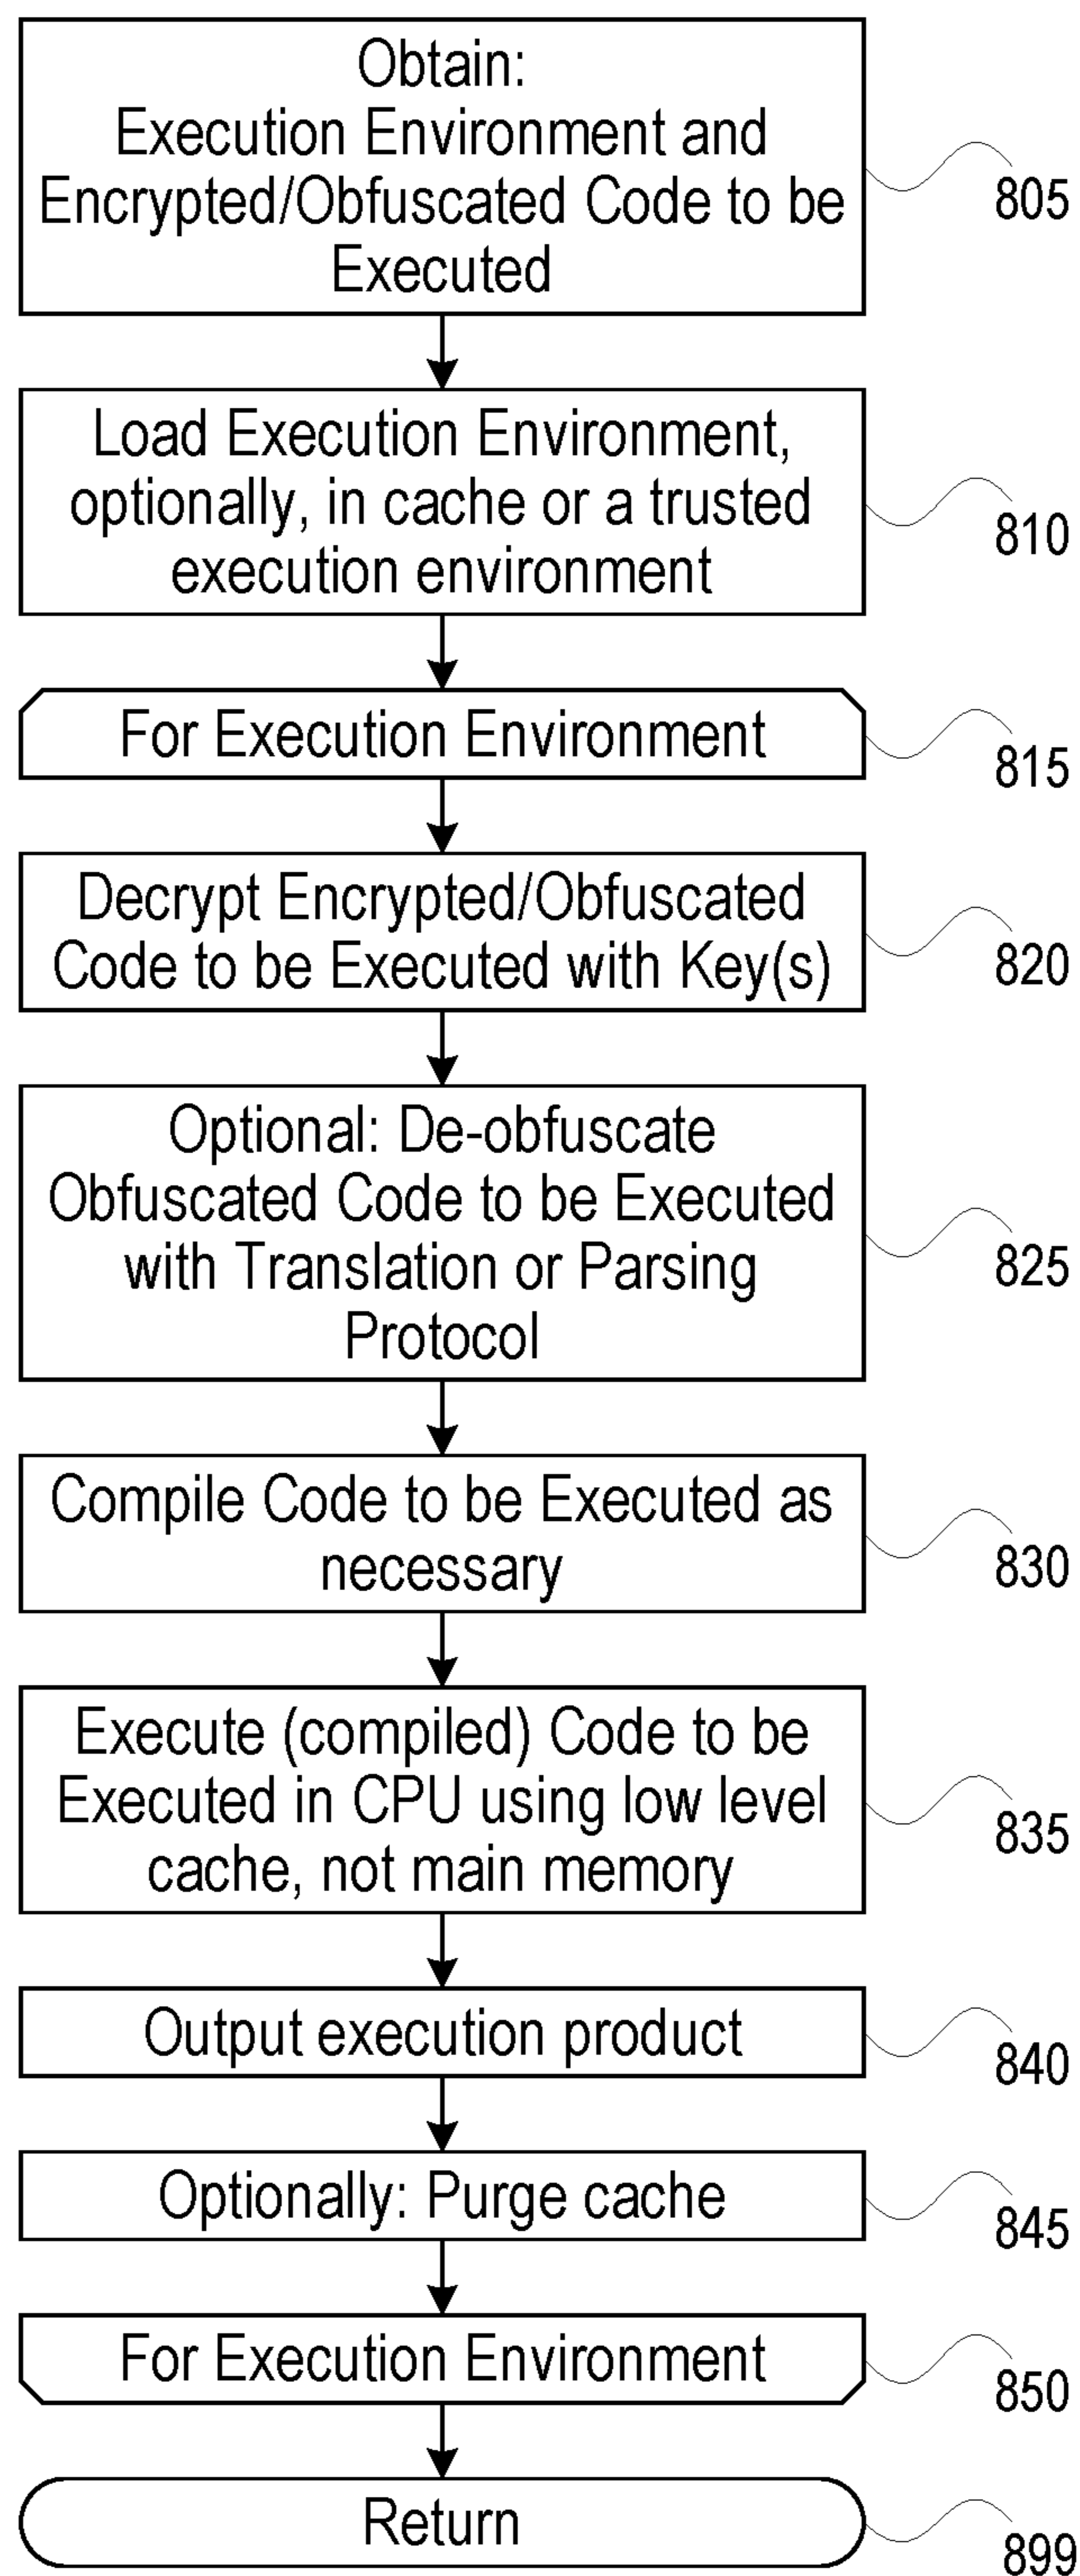 Obtain:
Execution Environment and
Encrypted/Obfuscated Code to be
Executed
805
Load Execution Environment,
optionally, in cache or a trusted
execution environment
810
For Execution Environment
815
Decrypt Encrypted/Obfuscated
Code to be Executed with Key(s)
820
Optional: De-obfuscate
Obfuscated Code to be Executed
with Translation or Parsing
Protocol
825
Compile Code to be Executed as
necessary
830
Execute (compiled) Code to be
Executed in CPU using low level
cache, not main memory
835
Output execution product
840
Optionally: Purge cache
845
For Execution Environment
850
Return
899